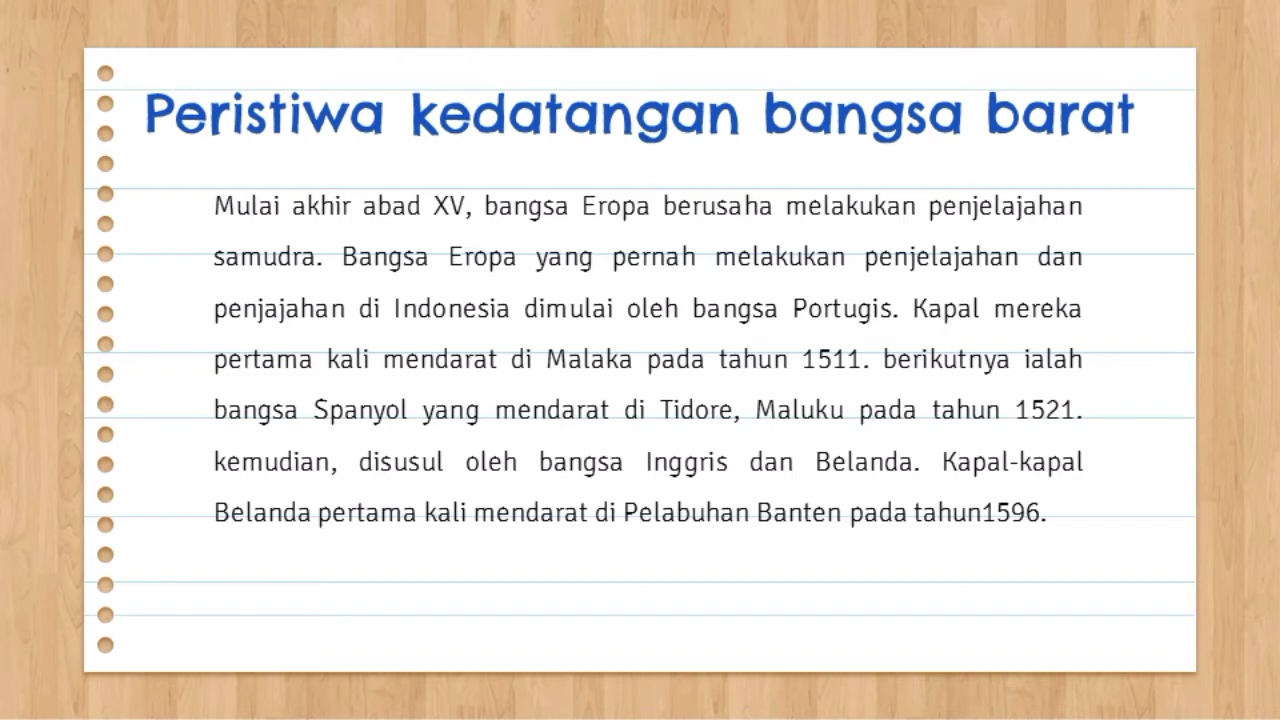 Peristiwa kedatangan bangsa barat
Mulai akhir abad XV, bangsa Eropa berusaha melakukan penjelajahan
samudra. Bangsa Eropa yang pernah melakukan penjelajahan dan
penjajahan di Indonesia dimulai oleh bangsa Portugis. Kapal mereka
pertama kali mendarat di Malaka pada tahun 1511. berikutnya ialah
bangsa Spanyol yang mendarat di Tidore, Maluku pada tahun 1521.
kemudian, disusul oleh bangsa Inggris dan Belanda. Kapal-kapal
Belanda pertama kali mendarat di Pelabuhan Banten pada tahun1596.